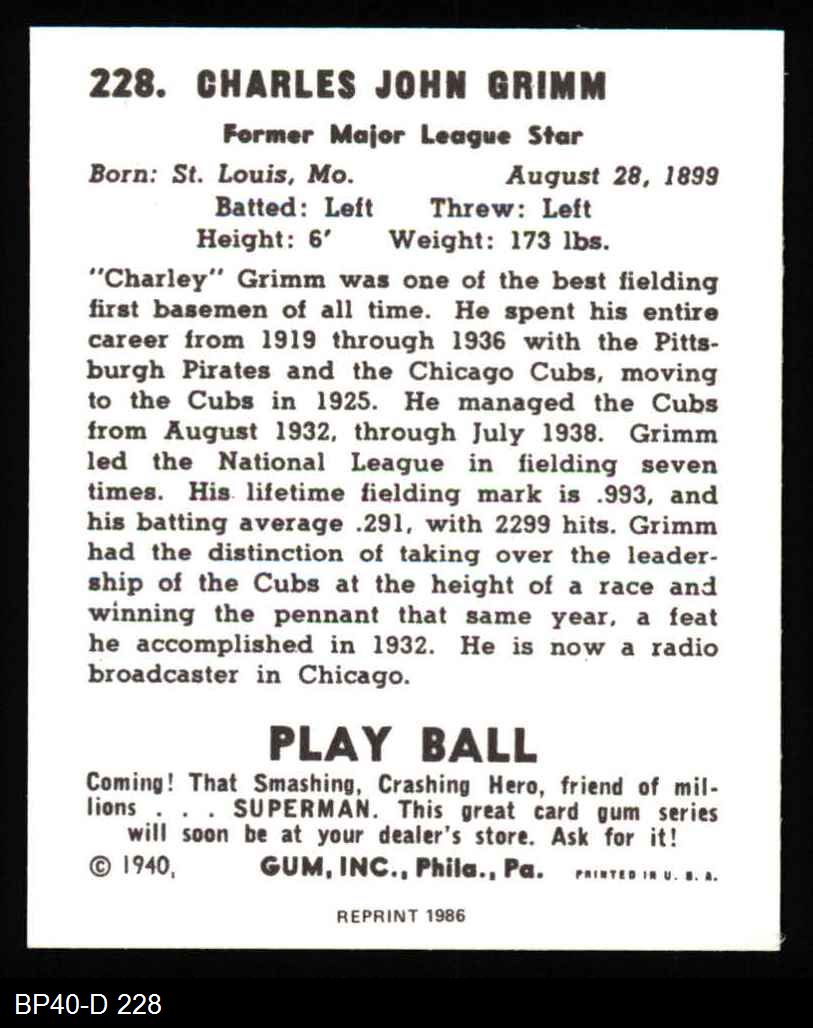 228. CHARLES JOHN GRIMM
Former Major League Star
Born: St. Louis, Mo. August 28, 1899
Batted: Left Threw: Left
Height: 6′ Weight: 173 lbs.
"Charley" Grimm was one of the best fielding
first basemen of all time. He spent his entire
career from 1919 through 1936 with the Pitts-
burgh Pirates and the Chicago Cubs, moving
to the Cubs in 1925. He managed the Cubs
from August 1932, through July 1938. Grimm
led the National League in fielding seven
times. His lifetime fielding mark is .993, and
his batting average .291, with 2299 hits. Grimm
had the distinction of taking over the leader-
ship of the Cubs at the height of a race and
winning the pennant that same year, a feat
he accomplished in 1932. He is now a radio
broadcaster in Chicago.
PLAY BALL
Coming! That Smashing, Crashing Hero, friend of mil-
lions . . . SUPERMAN. This great card gum series
will soon be at your dealer's store. Ask for it!
© 1940, GUM, INC., Phila., Pa. PRINTED IN U. S. A.
REPRINT 1986
BP40-D 228